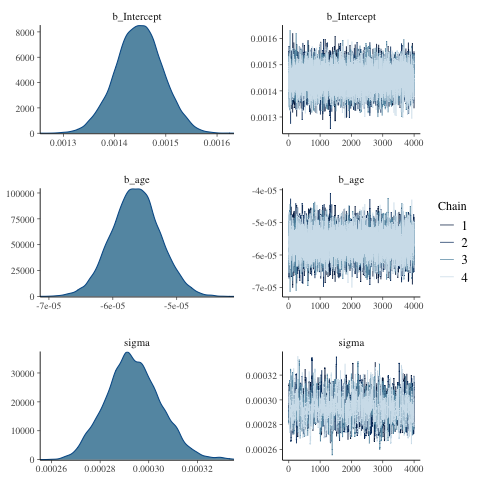 b_Intercept
8000
6000
4000
2000
0
0.0013 0.0014 0.0015 0.0016
b_Intercept
0.0016
0.0015
0.0014
0.0013
0 1000 2000 3000 4000
b_age
100000
75000
50000
25000
0
-7e-05 -6e-05 -5e-05
b_age
-4e-05
-5e-05
-6e-05
-7e-05
0 1000 2000 3000 4000
Chain
1
2
3
4
sigma
30000
20000
10000
0
0.00026 0.00028 0.00030 0.00032
sigma
0.00032
0.00030
0.00028
0.00026
0 1000 2000 3000 4000